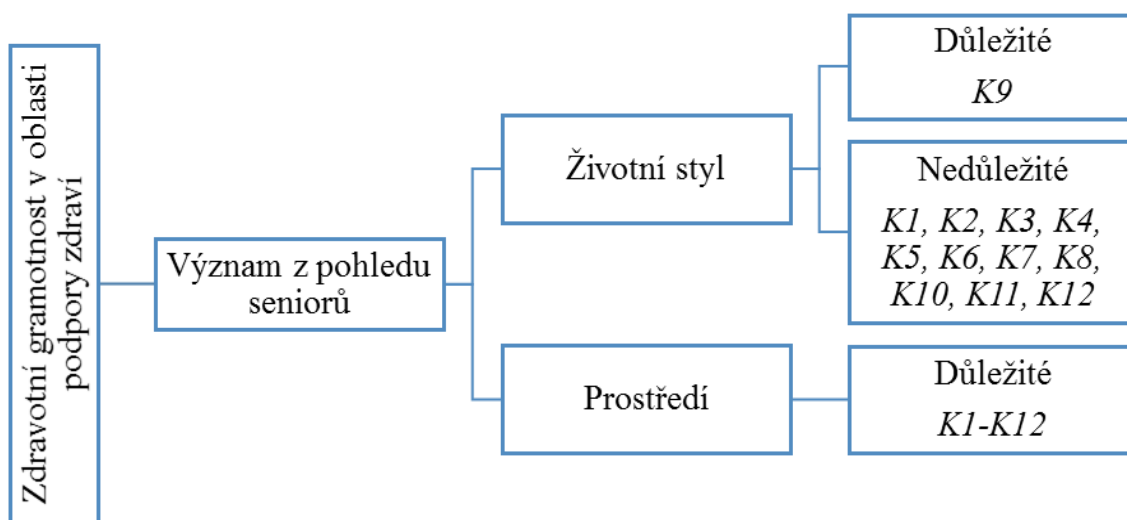 Zdravotní gramotnost v oblasti
podpory zdraví
Význam z pohledu
seniorů
Životní styl
Důležité
K9
Nedůležité
K1, K2, K3, K4,
K5, K6, K7, K8,
K10, K11, K12
Prostředí
Důležité
K1-K12